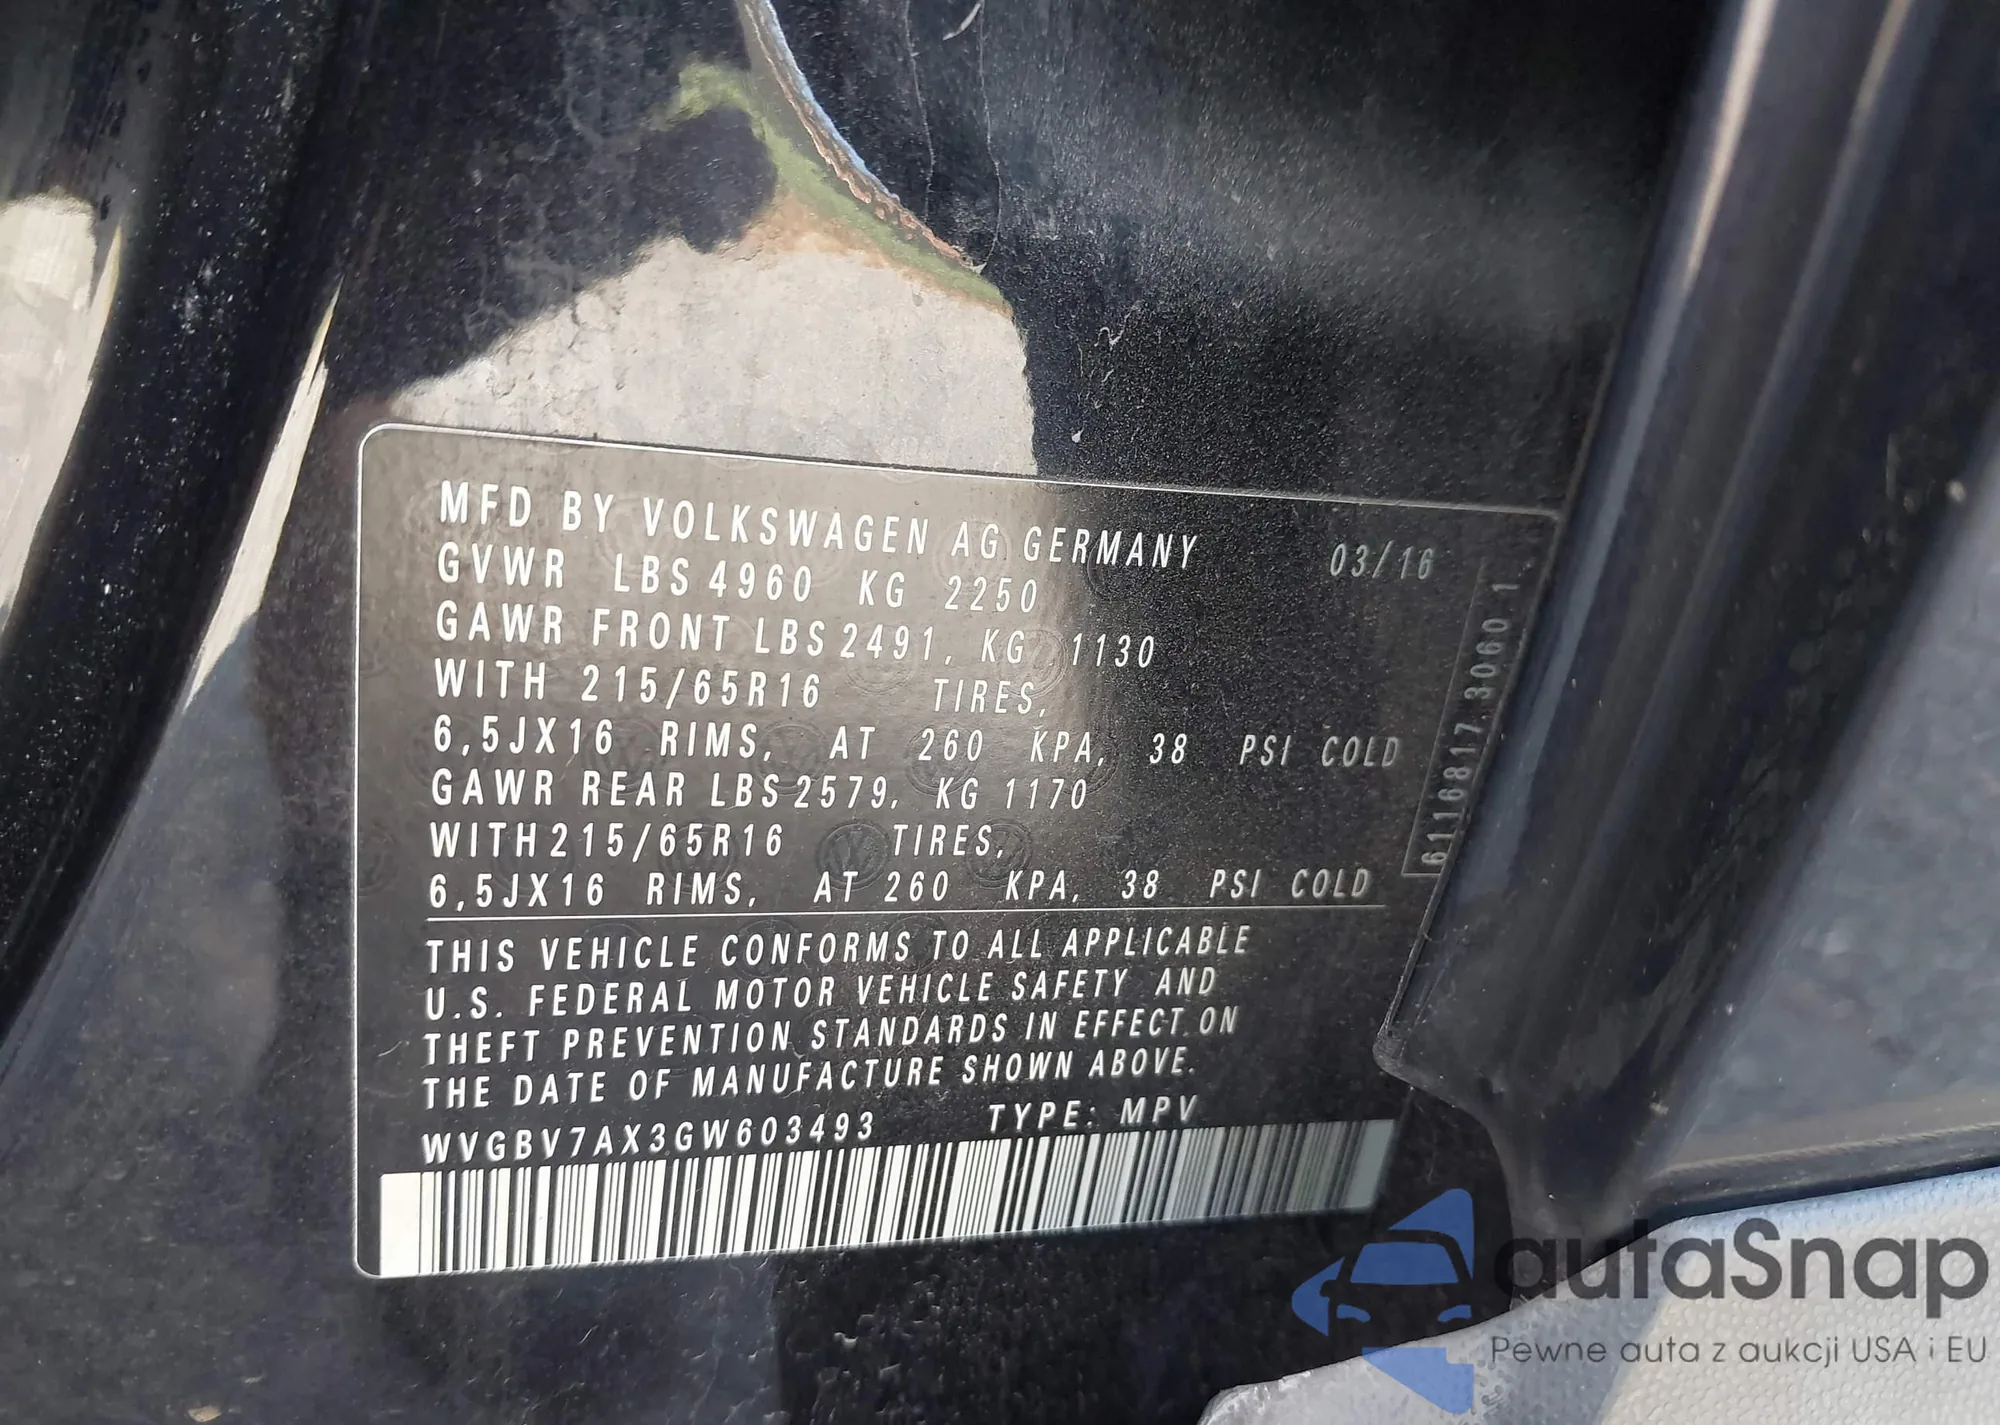 MFD BY VOLKSWAGEN AG GERMANY 03/16
GVWR LBS 4960 KG 2250
GAWR FRONT LBS 2491, KG 1130
WITH 215/65R16 TIRES,
6,5JX16 RIMS, AT 260 KPA, 38 PSI COLD
GAWR REAR LBS 2579, KG 1170
WITH 215/65R16 TIRES,
6,5JX16 RIMS, AT 260 KPA, 38 PSI COLD
THIS VEHICLE CONFORMS TO ALL APPLICABLE
U.S. FEDERAL MOTOR VEHICLE SAFETY AND
THEFT PREVENTION STANDARDS IN EFFECT ON
THE DATE OF MANUFACTURE SHOWN ABOVE.
WVGBV7AX3GW603493 TYPE: MPV
6116817.3060.1
autaSnap
Pewne auta z aukcji USA i EU